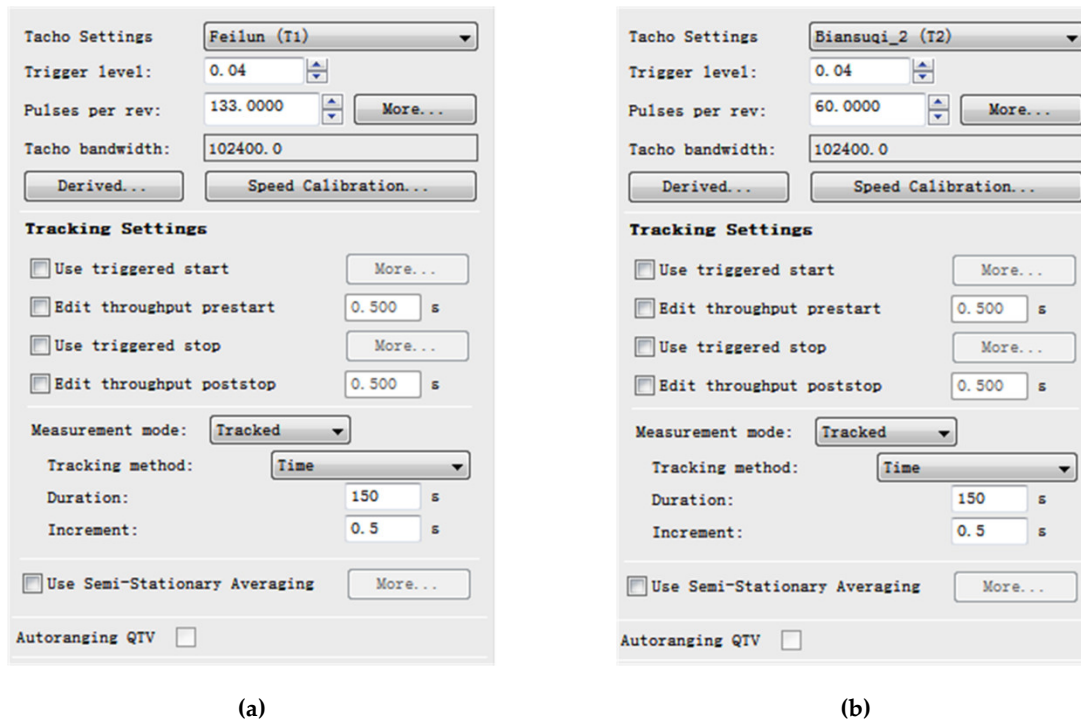 Tacho Settings Feilun (T1)
Trigger level: 0.04
Pulses per rev: 133.0000 More...
Tacho bandwidth: 102400.0
Derived... Speed Calibration...
Tracking Settings
Use triggered start More...
Edit throughput prestart 0.500 s
Use triggered stop More...
Edit throughput poststop 0.500 s
Measurement mode: Tracked
Tracking method: Time
Duration: 150 s
Increment: 0.5 s
Use Semi-Stationary Averaging More...
Autoranging QTV
(a)
Tacho Settings Biansuqi_2 (T2)
Trigger level: 0.04
Pulses per rev: 60.0000 More...
Tacho bandwidth: 102400.0
Derived... Speed Calibration...
Tracking Settings
Use triggered start More...
Edit throughput prestart 0.500 s
Use triggered stop More...
Edit throughput poststop 0.500 s
Measurement mode: Tracked
Tracking method: Time
Duration: 150 s
Increment: 0.5 s
Use Semi-Stationary Averaging More...
Autoranging QTV
(b)